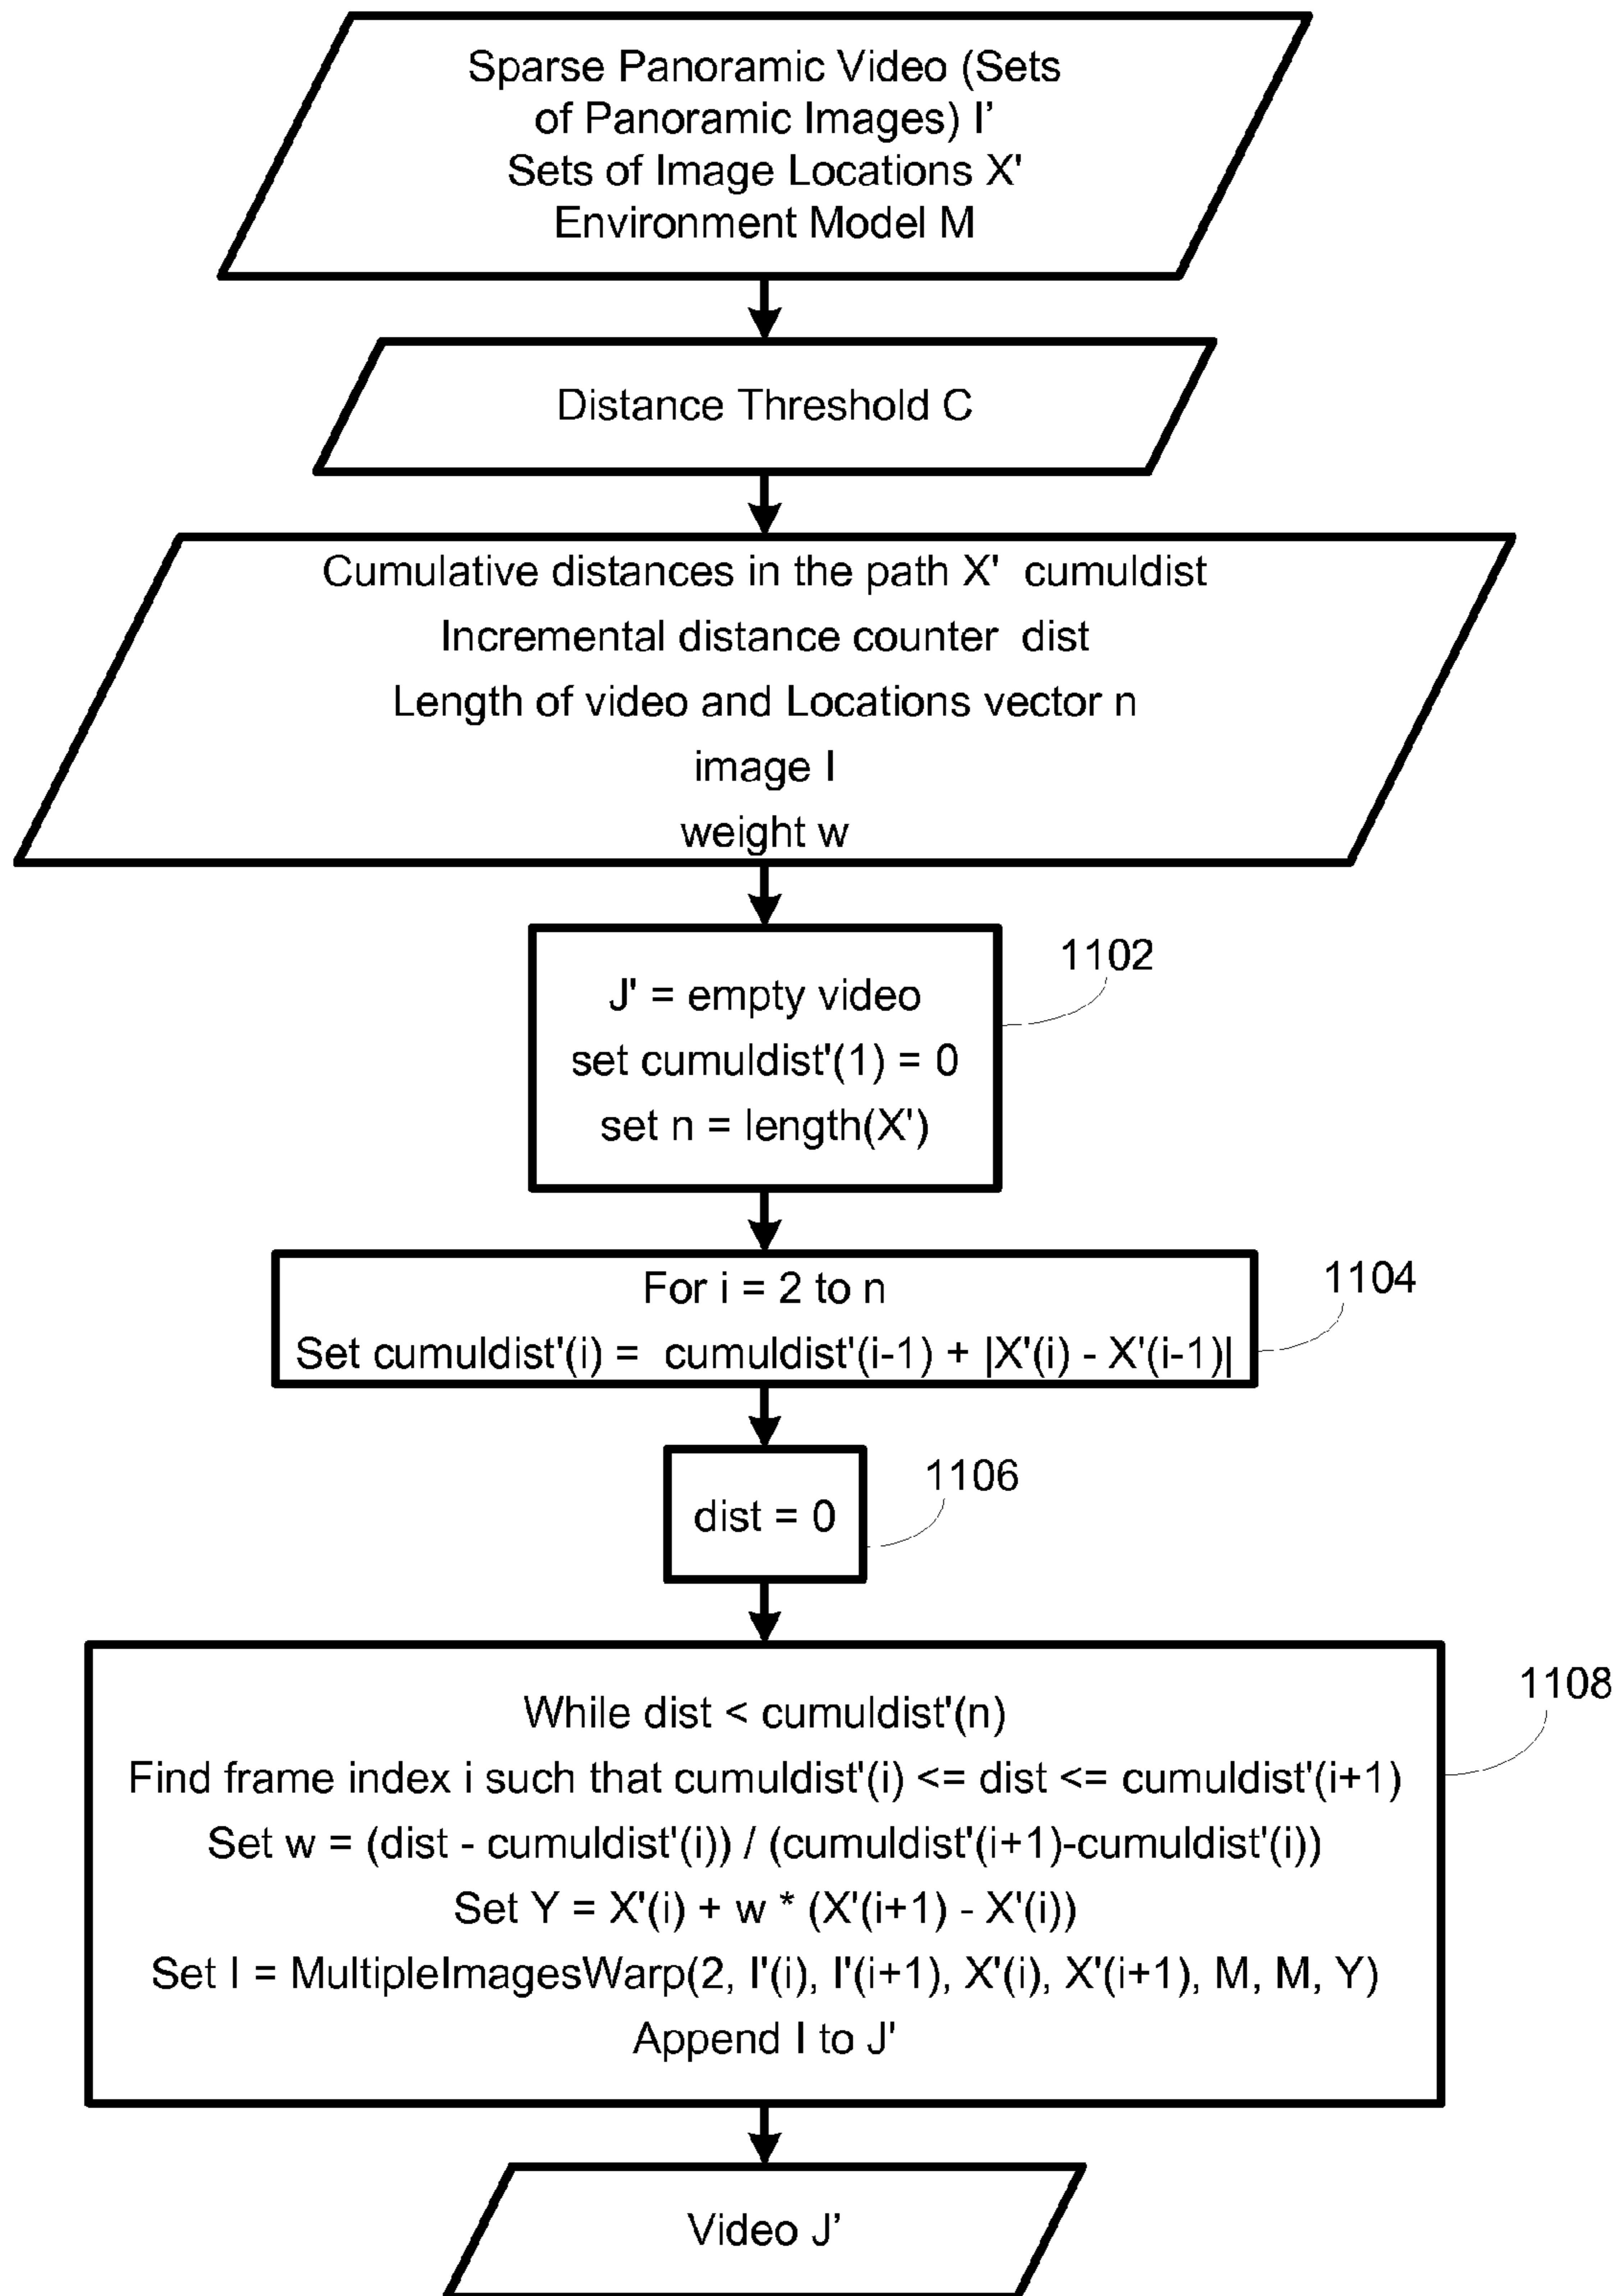 Sparse Panoramic Video (Sets
of Panoramic Images) I’
Sets of Image Locations X'
Environment Model M
Distance Threshold C
Cumulative distances in the path X' cumuldist
Incremental distance counter dist
Length of video and Locations vector n
image I
weight w
1102
J' = empty video
set cumuldist'(1) = 0
set n = length(X')
1104
For i = 2 to n
Set cumuldist'(i) = cumuldist'(i-1) + |X'(i) - X'(i-1)|
1106
dist = 0
1108
While dist < cumuldist'(n)
Find frame index i such that cumuldist'(i) <= dist <= cumuldist'(i+1)
Set w = (dist - cumuldist'(i)) / (cumuldist'(i+1)-cumuldist'(i))
Set Y = X'(i) + w * (X'(i+1) - X'(i))
Set I = MultipleImagesWarp(2, I'(i), I'(i+1), X'(i), X'(i+1), M, M, Y)
Append I to J'
Video J’